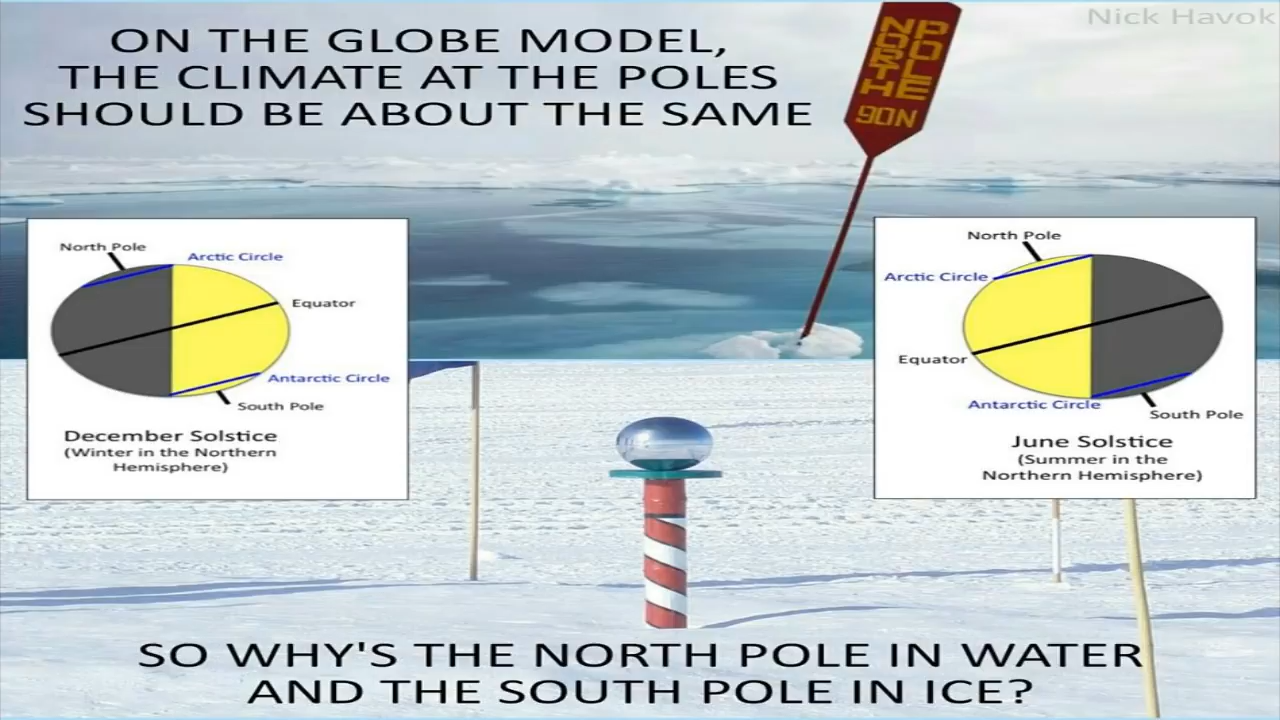 Nick Havok
ON THE GLOBE MODEL,
THE CLIMATE AT THE POLES
SHOULD BE ABOUT THE SAME
NORTH
POLE
90N
North Pole
Arctic Circle
Equator
Antarctic Circle
South Pole
December Solstice
(Winter in the Northern
Hemisphere)
North Pole
Arctic Circle
Equator
Antarctic Circle
South Pole
June Solstice
(Summer in the
Northern Hemisphere)
SO WHY'S THE NORTH POLE IN WATER
AND THE SOUTH POLE IN ICE?